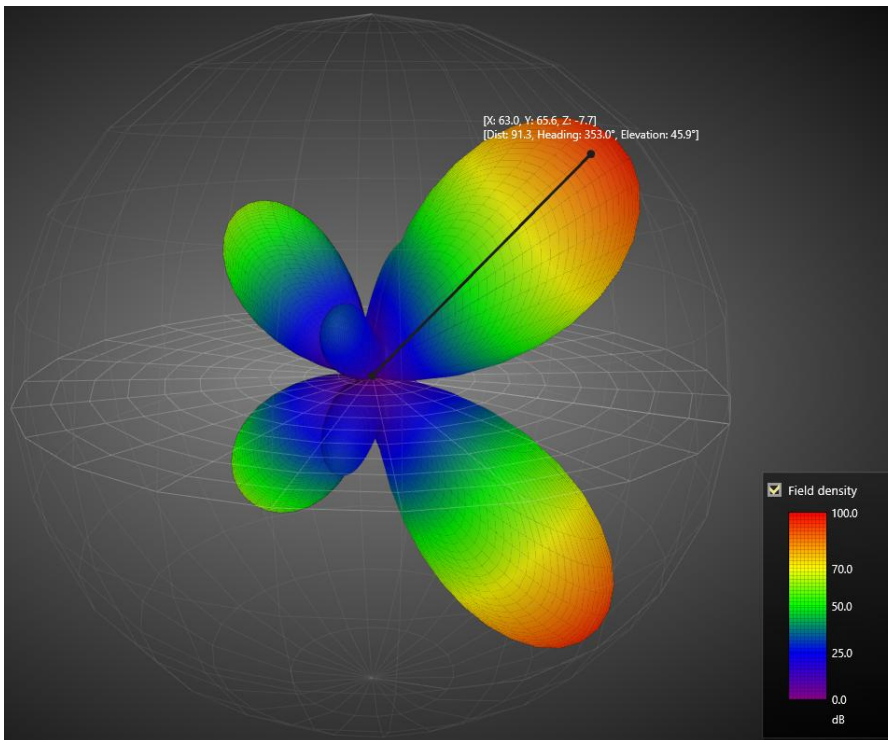 [X: 63.0, Y: 65.6, Z: -7.7]
[Dist: 91.3, Heading: 353.0°, Elevation: 45.9°]
Field density
100.0
70.0
50.0
25.0
0.0
dB